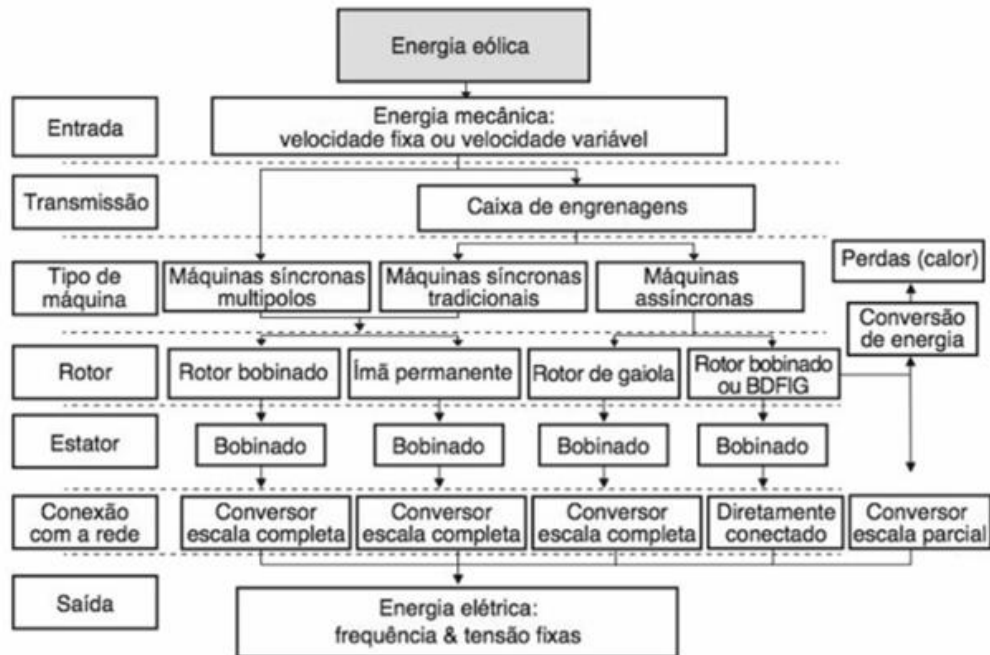 Energia eólica
Entrada
Energia mecânica:
velocidade fixa ou velocidade variável
Transmissão
Caixa de engrenagens
Tipo de
máquina
Máquinas síncronas
multipolos
Máquinas síncronas
tradicionais
Máquinas
assíncronas
Perdas (calor)
Conversão
de energia
Rotor
Rotor bobinado
Ímã permanente
Rotor de gaiola
Rotor bobinado
ou BDFIG
Estator
Bobinado
Bobinado
Bobinado
Bobinado
Conexão
com a rede
Conversor
escala completa
Conversor
escala completa
Conversor
escala completa
Diretamente
conectado
Conversor
escala parcial
Saída
Energia elétrica:
frequência & tensão fixas